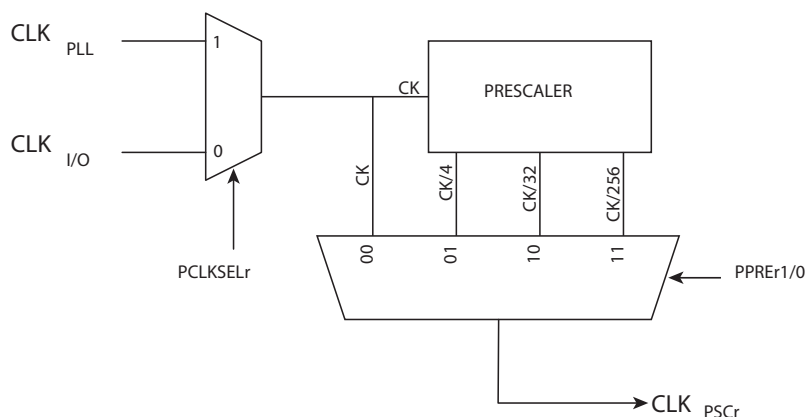 CLK PLL
1
CK
PRESCALER
CLK I/O
0
CK
CK/4
CK/32
CK/256
00
01
10
11
PCLKSELr
PPREr1/0
CLK PSCr